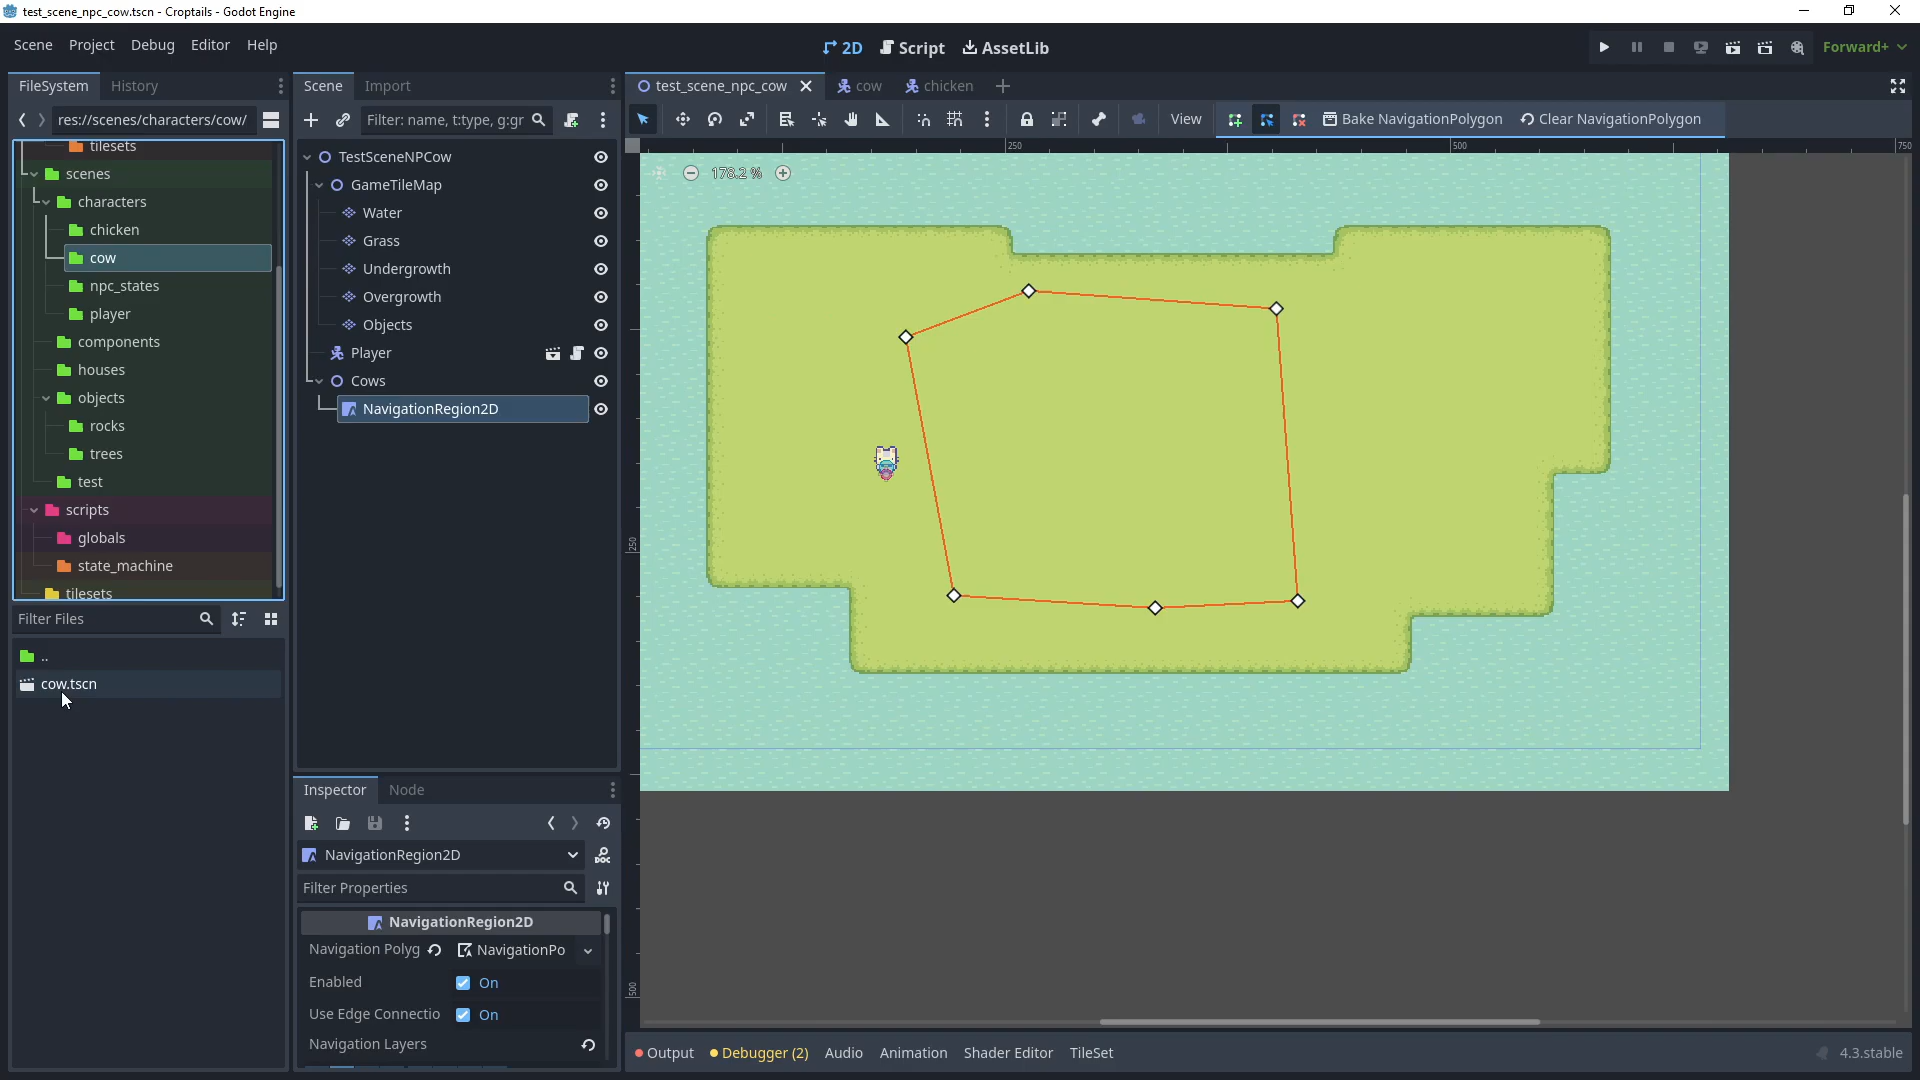 test_scene_npc_cow.tscn - Croptails - Godot Engine
Scene Project Debug Editor Help
2D Script AssetLib
Forward+
FileSystem History
res://scenes/characters/cow/
tilesets
scenes
characters
chicken
cow
npc_states
player
components
houses
objects
rocks
trees
test
scripts
globals
state_machine
tilesets
Filter Files
..
cow.tscn
Scene Import
Filter: name, t:type, g:gr
TestSceneNPCow
GameTileMap
Water
Grass
Undergrowth
Overgrowth
Objects
Player
Cows
NavigationRegion2D
Inspector Node
NavigationRegion2D
Filter Properties
NavigationRegion2D
Navigation Polyg NavigationPo
Enabled On
Use Edge Connectio On
Navigation Layers
test_scene_npc_cow cow chicken
View Bake NavigationPolygon Clear NavigationPolygon
250 500 750
178.2 %
250
500
Output Debugger (2) Audio Animation Shader Editor TileSet 4.3.stable